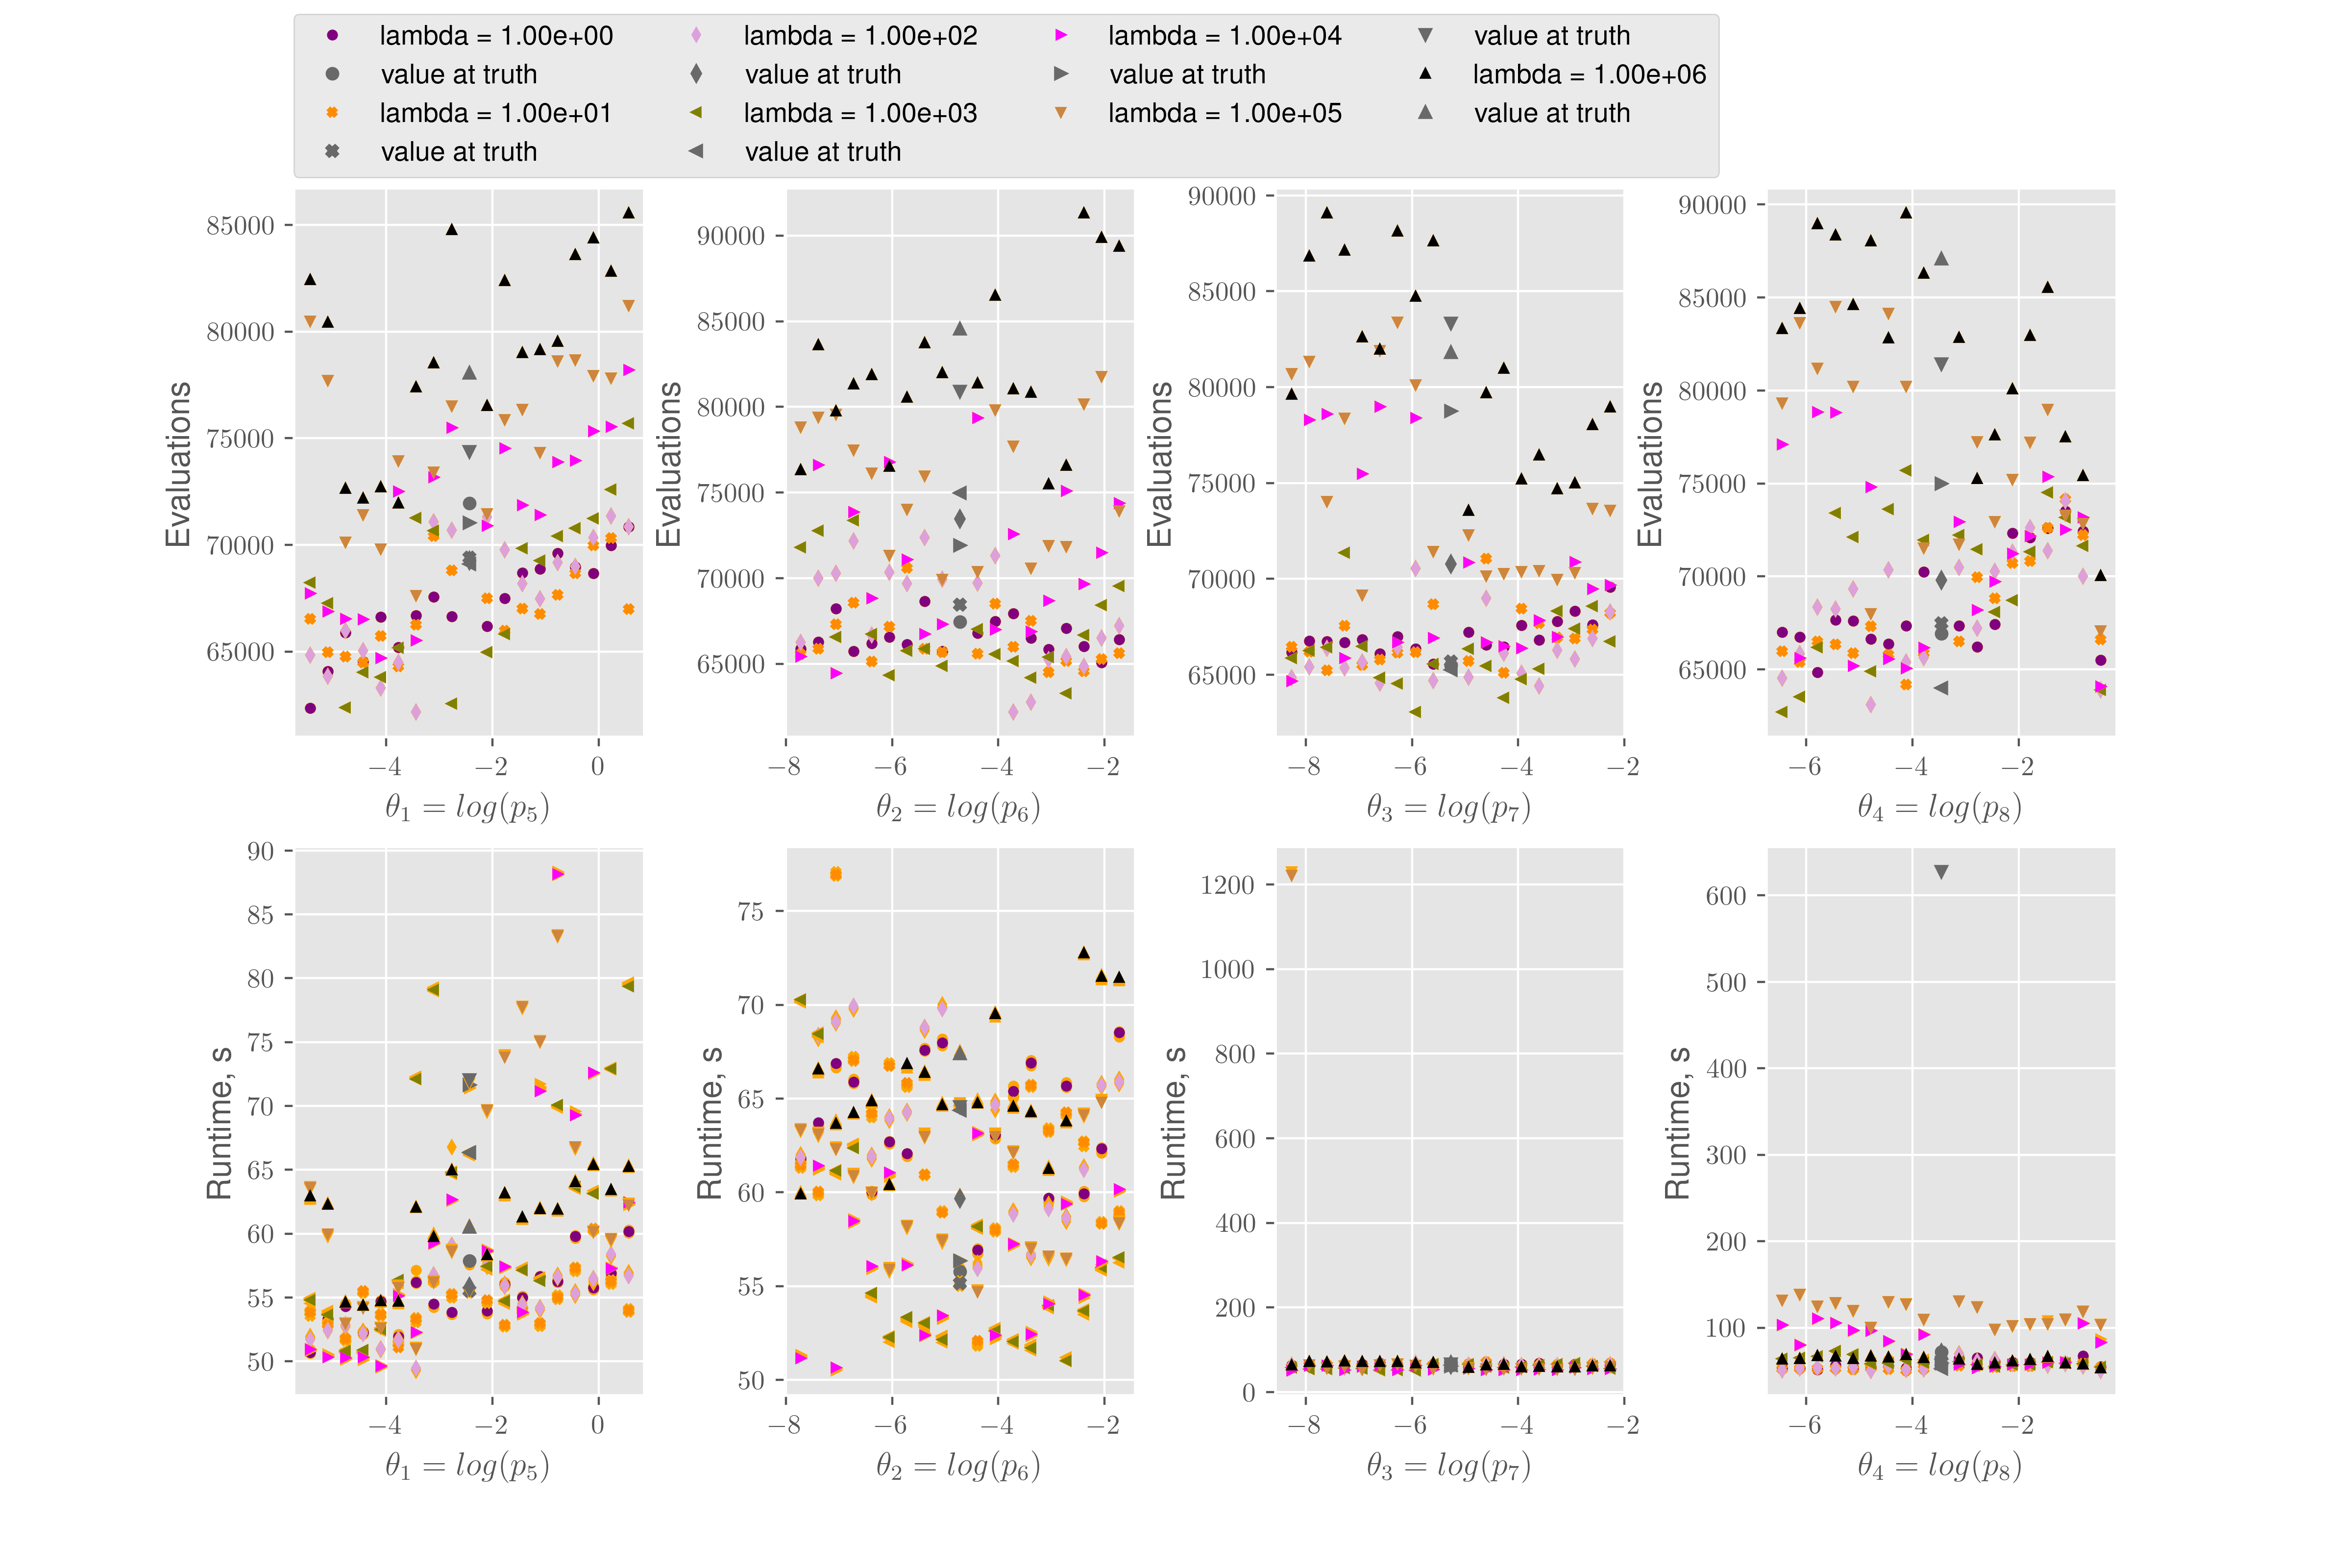 lambda = 1.00e+00 lambda = 1.00e+02 lambda = 1.00e+04 value at truth
value at truth value at truth value at truth lambda = 1.00e+06
lambda = 1.00e+01 lambda = 1.00e+03 lambda = 1.00e+05 value at truth
value at truth value at truth
85000
80000
75000
70000
65000
Evaluations
−4 −2 0
θ₁ = log(p₅)
90000
85000
80000
75000
70000
65000
Evaluations
−8 −6 −4 −2
θ₂ = log(p₆)
90000
85000
80000
75000
70000
65000
Evaluations
−8 −6 −4 −2
θ₃ = log(p₇)
90000
85000
80000
75000
70000
65000
Evaluations
−6 −4 −2
θ₄ = log(p₈)
90
85
80
75
70
65
60
55
50
Runtime, s
−4 −2 0
θ₁ = log(p₅)
75
70
65
60
55
50
Runtime, s
−8 −6 −4 −2
θ₂ = log(p₆)
1200
1000
800
600
400
200
0
Runtime, s
−8 −6 −4 −2
θ₃ = log(p₇)
600
500
400
300
200
100
Runtime, s
−6 −4 −2
θ₄ = log(p₈)